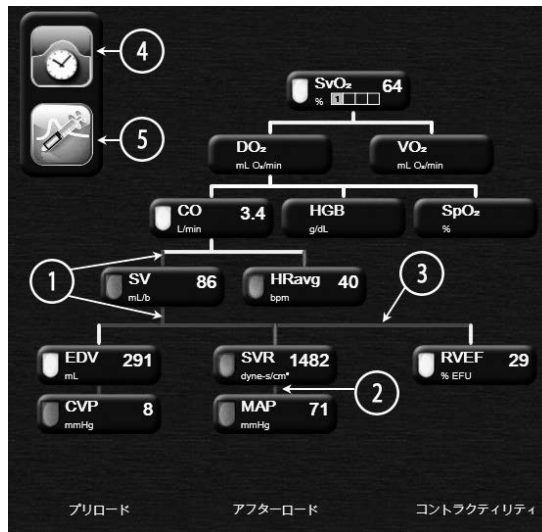 4
SvO₂ 64
% 1
5
DO₂
mL O₂/min
VO₂
mL O₂/min
CO 3.4
L/min
HGB
g/dL
SpO₂
%
1
SV 86
mL/b
HRavg 40
bpm
3
EDV 291
mL
SVR 1482
dyne-s/cm⁵
RVEF 29
% EFU
2
CVP 8
mmHg
MAP 71
mmHg
プリロード
アフターロード
コントラクティリティ